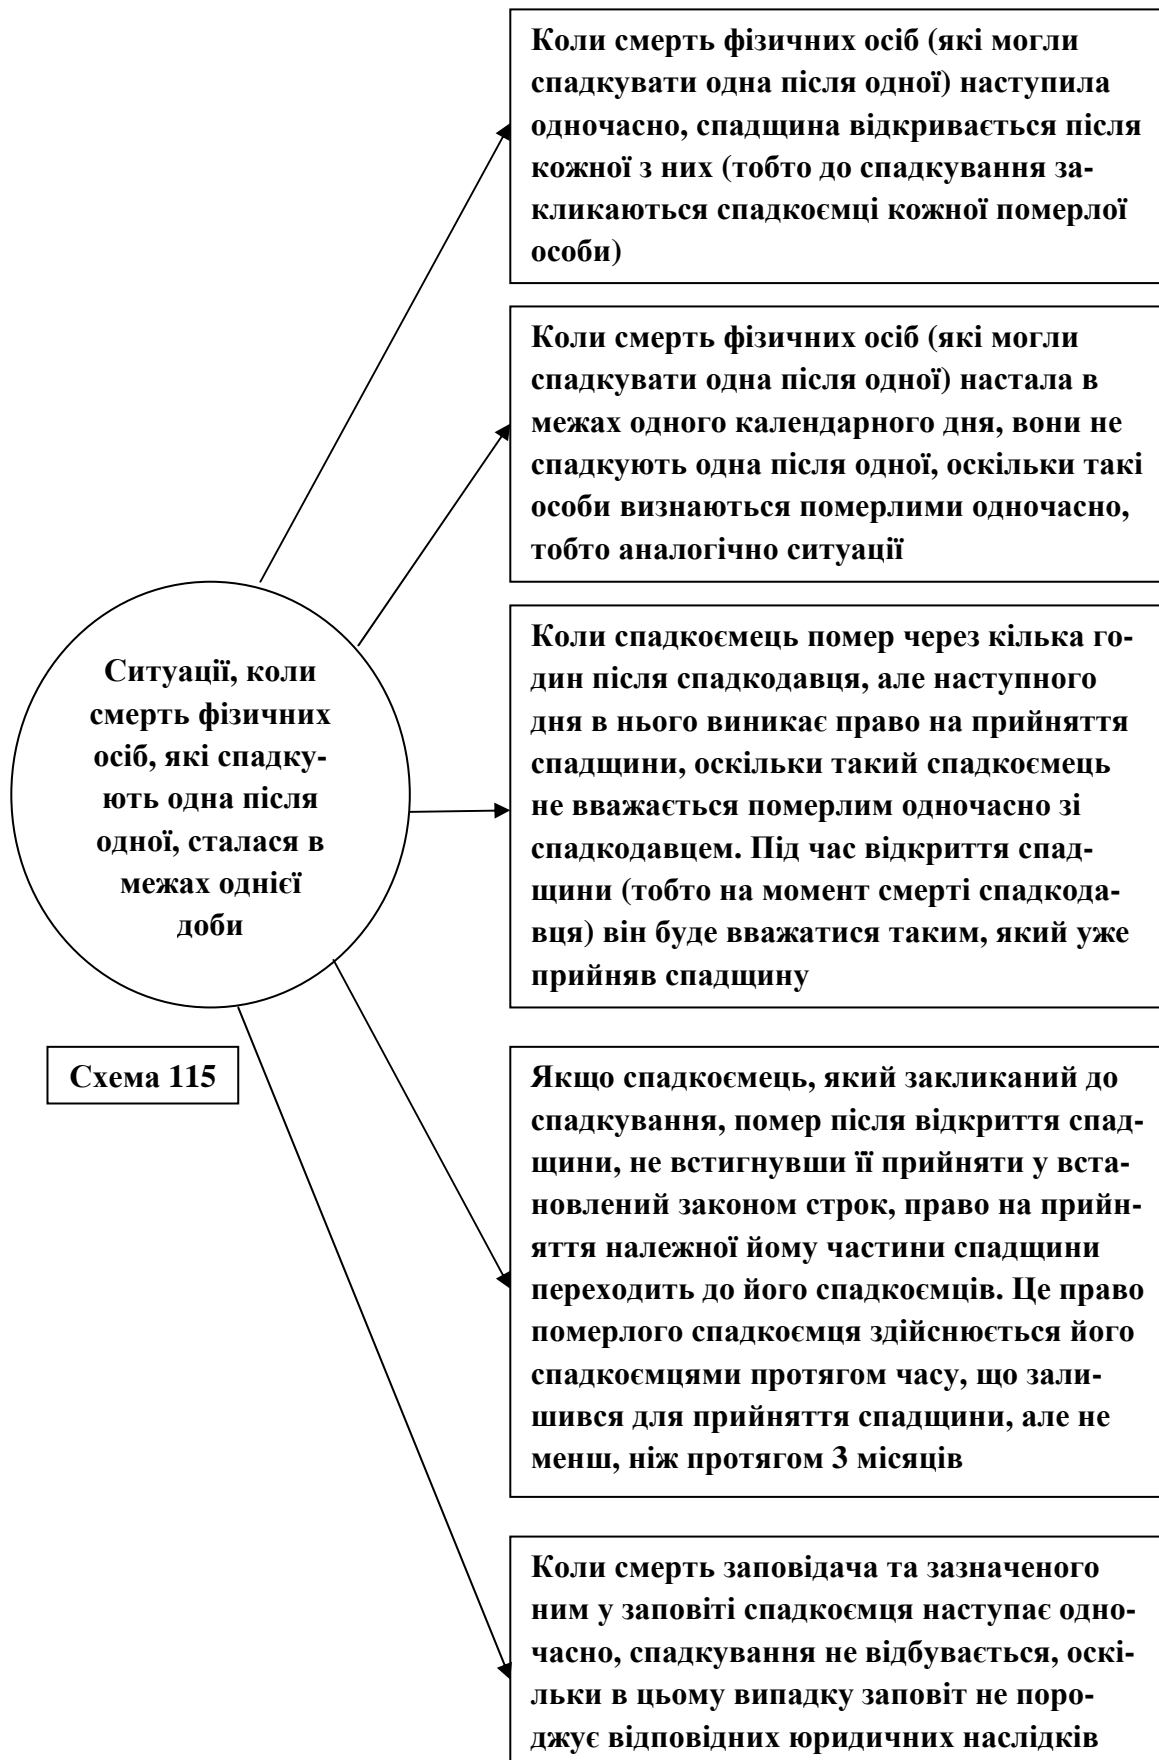 Коли смерть фізичних осіб (які могли
спадкувати одна після одної) наступила
одночасно, спадщина відкривається після
кожної з них (тобто до спадкування за-
кликаються спадкоємці кожної померлої
особи)
Коли смерть фізичних осіб (які могли
спадкувати одна після одної) настала в
межах одного календарного дня, вони не
спадкують одна після одної, оскільки такі
особи визнаються померлими одночасно,
тобто аналогічно ситуації
Ситуації, коли
смерть фізичних
осіб, які спадку-
ють одна після
одної, сталася в
межах однієї
доби
Коли спадкоємець помер через кілька го-
дин після спадкодавця, але наступного
дня в нього виникає право на прийняття
спадщини, оскільки такий спадкоємець
не вважається померлим одночасно зі
спадкодавцем. Під час відкриття спад-
щини (тобто на момент смерті спадкода-
вця) він буде вважатися таким, який уже
прийняв спадщину
Схема 115
Якщо спадкоємець, який закликаний до
спадкування, помер після відкриття спад-
щини, не встигнувши її прийняти у вста-
новлений законом строк, право на прийн-
яття належної йому частини спадщини
переходить до його спадкоємців. Це право
померлого спадкоємця здійснюється його
спадкоємцями протягом часу, що зали-
шився для прийняття спадщини, але не
менш, ніж протягом 3 місяців
Коли смерть заповідача та зазначеного
ним у заповіті спадкоємця наступає одно-
часно, спадкування не відбувається, оскі-
льки в цьому випадку заповіт не поро-
джує відповідних юридичних наслідків